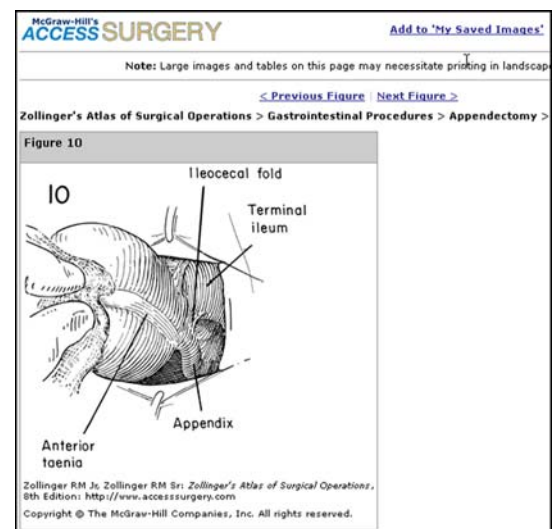 McGraw-Hill's
ACCESS SURGERY
Add to 'My Saved Images'
Note: Large images and tables on this page may necessitate printing in landscap
< Previous Figure | Next Figure >
Zollinger's Atlas of Surgical Operations > Gastrointestinal Procedures > Appendectomy >
Figure 10
10
Ileocecal fold
Terminal
ileum
Appendix
Anterior
taenia
Zollinger RM Jr, Zollinger RM Sr: Zollinger's Atlas of Surgical Operations,
8th Edition: http://www.accesssurgery.com
Copyright © The McGraw-Hill Companies, Inc. All rights reserved.